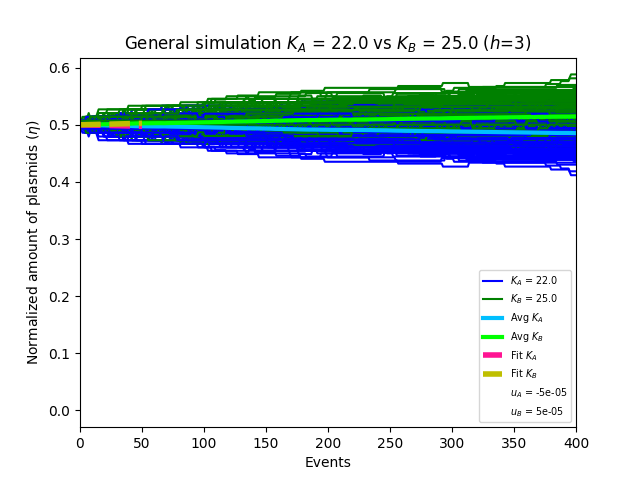 General simulation K_A = 22.0 vs K_B = 25.0 (h=3)
Normalized amount of plasmids (η)
0.6
0.5
0.4
0.3
0.2
0.1
0.0
K_A = 22.0
K_B = 25.0
Avg K_A
Avg K_B
Fit K_A
Fit K_B
u_A = -5e-05
u_B = 5e-05
0 50 100 150 200 250 300 350 400
Events